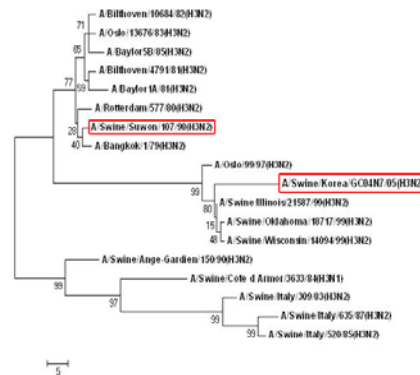 A/Bilthoven/10684/82(H3N2)
71
A/Oslo/13676/83(H3N2)
65
A/Baylor5B/85(H3N2)
A/Bilthoven/4791/81(H3N2)
77
59
A/Baylor1A/81(H3N2)
A/Rotterdam/577/80(H3N2)
28
A/Swine/Suwon/107/90(H3N2)
40
A/Bangkok/1/79(H3N2)
A/Oslo/99/97(H3N2)
99
A/Swine/Korea/GC04N7/05(H3N2
80
A/Swine/Illinois/21587/99(H3N2)
15
A/Swine/Oklahoma/18717/99(H3N2)
48
A/Swine/Wisconsin/14094/99(H3N2)
A/Swine/Ange-Gardien/150/90(H3N2)
99
A/Swine/Cote d Armor/3633/84(H3N1)
97
A/Swine/Italy/309/83(H3N2)
99
A/Swine/Italy/635/87(H3N2)
99
A/Swine/Italy/520/85(H3N2)
5